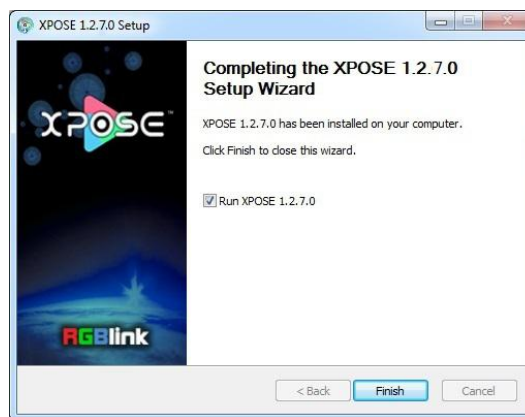 XPOSE 1.2.7.0 Setup
XPOSE™
RGBlink
Completing the XPOSE 1.2.7.0
Setup Wizard
XPOSE 1.2.7.0 has been installed on your computer.
Click Finish to close this wizard.
Run XPOSE 1.2.7.0
< Back Finish Cancel